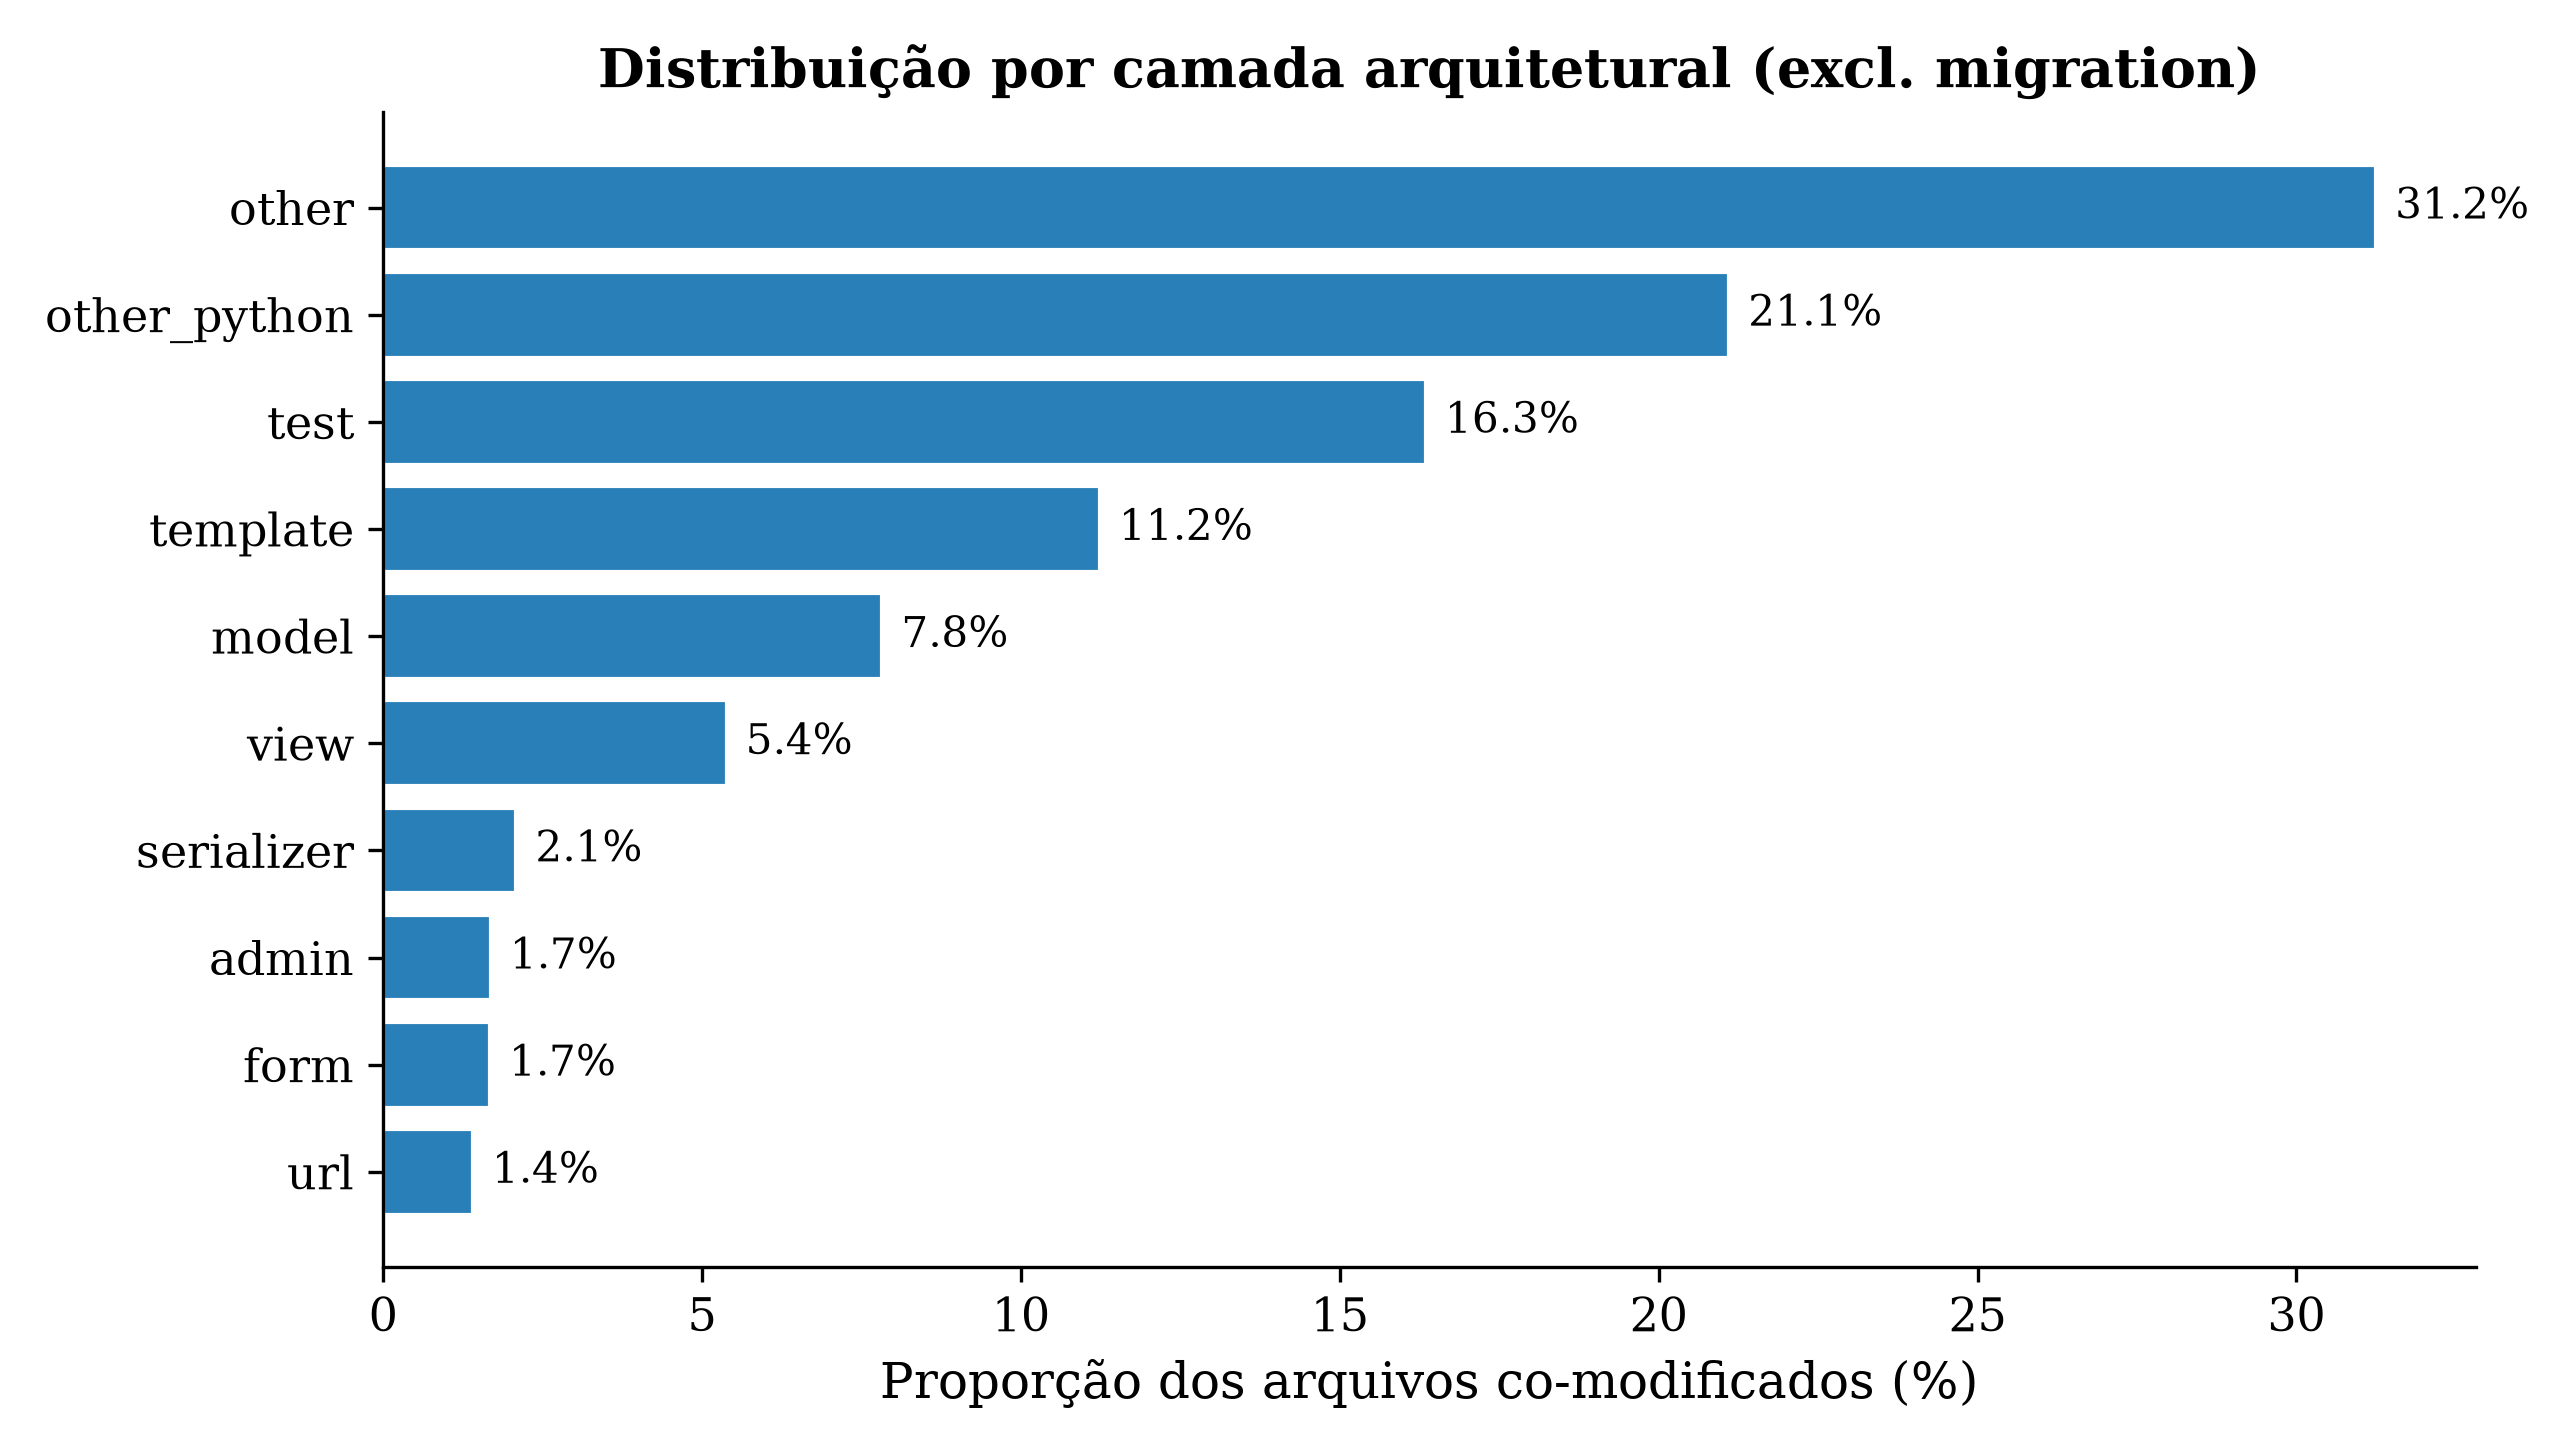 Distribuição por camada arquitetural (excl. migration)
other 31.2%
other_python 21.1%
test 16.3%
template 11.2%
model 7.8%
view 5.4%
serializer 2.1%
admin 1.7%
form 1.7%
url 1.4%
0 5 10 15 20 25 30
Proporção dos arquivos co-modificados (%)